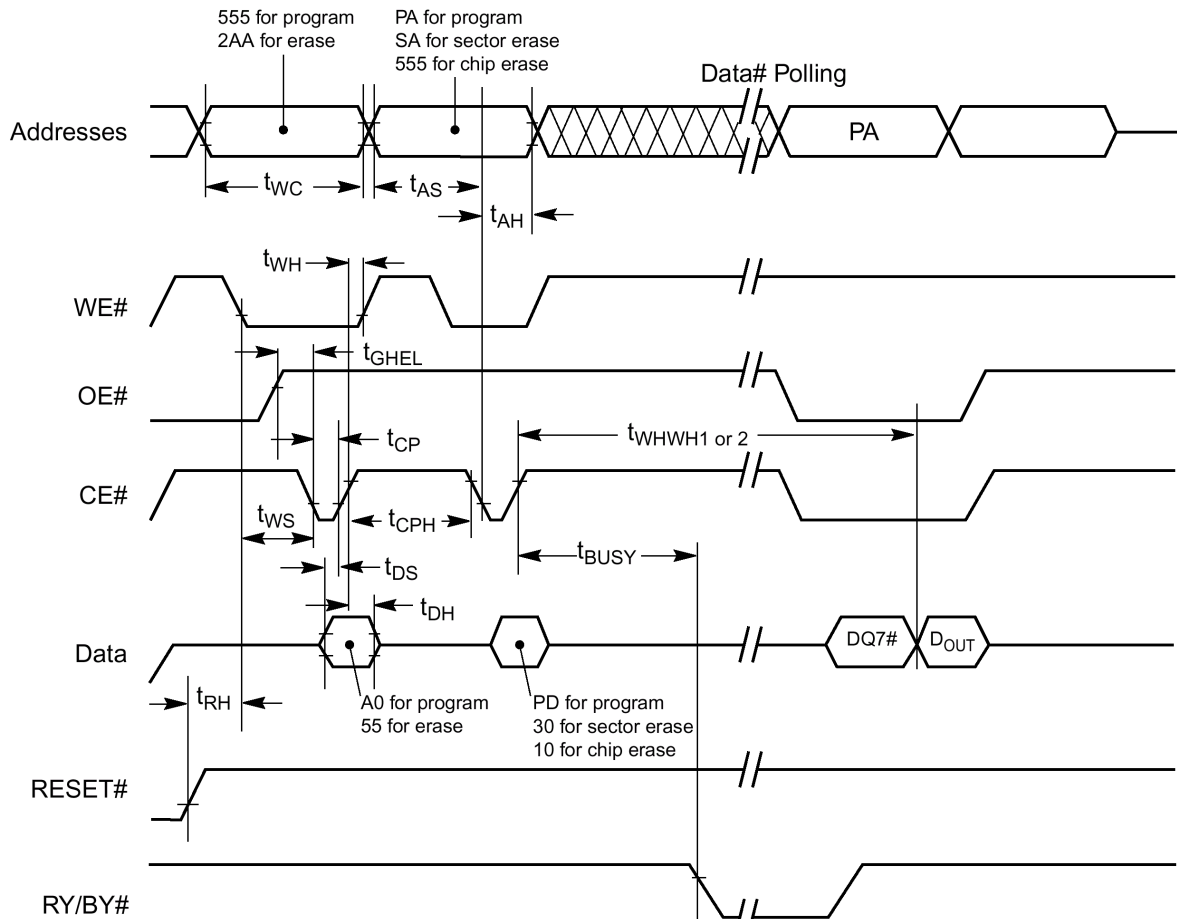 555 for program
2AA for erase
PA for program
SA for sector erase
555 for chip erase
Data# Polling
Addresses
PA
tWC
tAS
tAH
tWH
WE#
tGHEL
OE#
tCP
tWHWH1 or 2
CE#
tWS
tCPH
tBUSY
tDS
tDH
Data
DQ7#
DOUT
tRH
A0 for program
55 for erase
PD for program
30 for sector erase
10 for chip erase
RESET#
RY/BY#